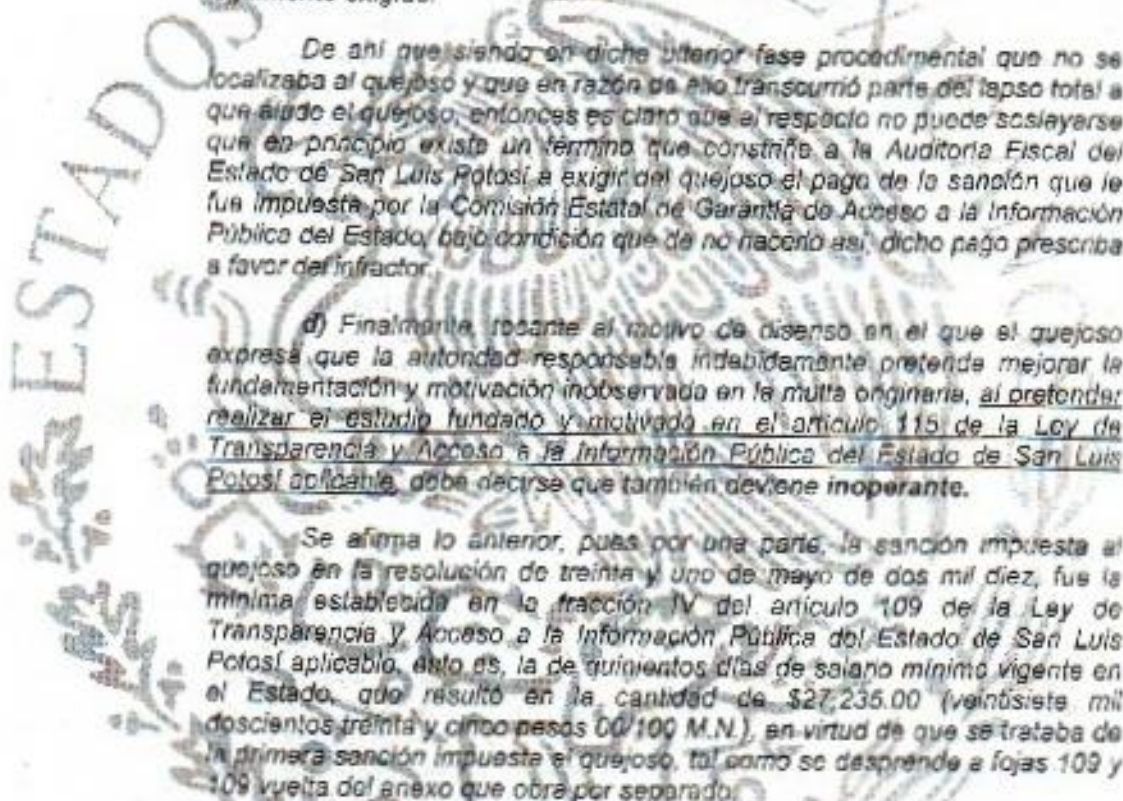 exigido.
De ahí que siendo en dicha ulterior fase procedimental que no se
localizaba al quejoso y que en razón de ello transcurrió parte del lapso total a
que alude el quejoso, entonces es claro que al respecto no puede soslayarse
que en principio existe un término que constriñe a la Auditoría Fiscal del
Estado de San Luis Potosí a exigir del quejoso el pago de la sanción que le
fue impuesta por la Comisión Estatal de Garantía de Acceso a la Información
Pública del Estado, bajo condición que de no hacerlo así, dicho pago prescriba
a favor del infractor.
d) Finalmente, tocante al motivo de disenso en el que el quejoso
expresa que la autoridad responsable indebidamente pretende mejorar la
fundamentación y motivación inobservada en la multa originaria, al pretender
realizar el estudio fundado y motivado en el artículo 115 de la Ley de
Transparencia y Acceso a la Información Pública del Estado de San Luis
Potosí aplicable, debe decirse que también deviene inoperante.
Se afirma lo anterior, pues por una parte, la sanción impuesta al
quejoso en la resolución de treinta y uno de mayo de dos mil diez, fue la
mínima establecida en la fracción IV del artículo 109 de la Ley de
Transparencia y Acceso a la Información Pública del Estado de San Luis
Potosí aplicable, esto es, la de quinientos días de salario mínimo vigente en
el Estado, que resultó en la cantidad de $27,235.00 (veintisiete mil
doscientos treinta y cinco pesos 00/100 M.N.), en virtud de que se trataba de
la primera sanción impuesta al quejoso, tal como se desprende a fojas 109 y
109 vuelta del anexo que obra por separado.
ESTADOS